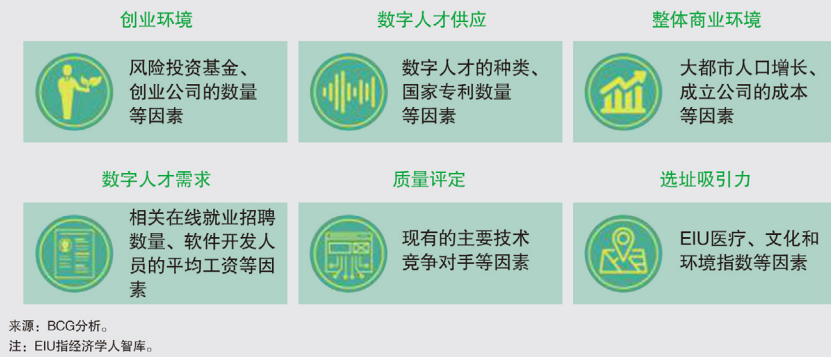 创业环境
数字人才供应
整体商业环境
风险投资基金、
创业公司的数量
等因素
数字人才的种类、
国家专利数量
等因素
大都市人口增长、
成立公司的成本
等因素
数字人才需求
质量评定
选址吸引力
相关在线就业招聘
数量、软件开发人
员的平均工资等因
素
现有的主要技术
竞争对手等因素
EIU医疗、文化和
环境指数等因素
来源：BCG分析。
注：EIU指经济学人智库。